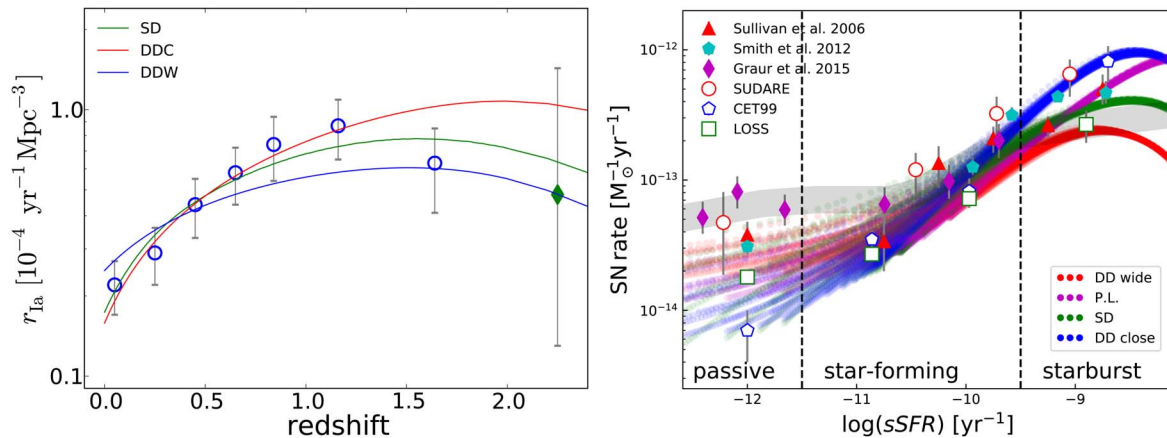 SD
DDC
DDW
1.0
0.1
r_Ia [10^-4 yr^-1 Mpc^-3]
0.0 0.5 1.0 1.5 2.0
redshift
Sullivan et al. 2006
Smith et al. 2012
Graur et al. 2015
SUDARE
CET99
LOSS
10^-12
10^-13
10^-14
SN rate [M_⊙^-1 yr^-1]
DD wide
P.L.
SD
DD close
passive star-forming starburst
−12 −11 −10 −9
log(sSFR) [yr^-1]